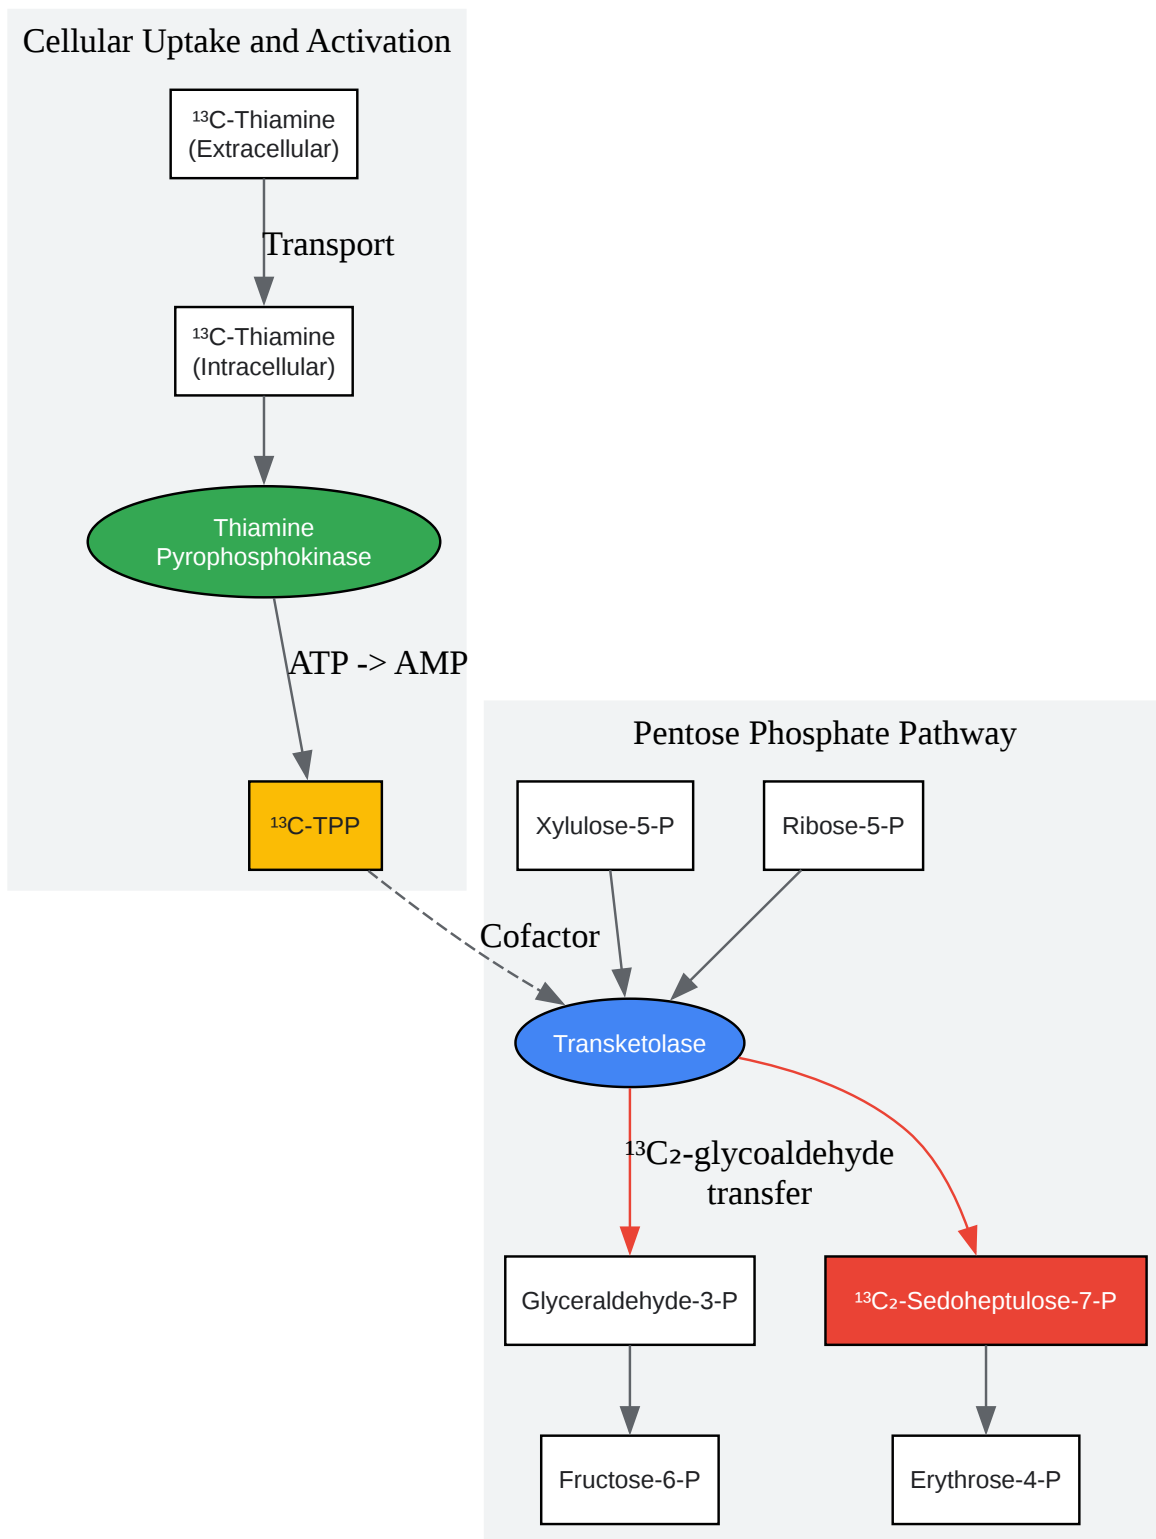 Cellular Uptake and Activation
¹³C-Thiamine
(Extracellular)
Transport
¹³C-Thiamine
(Intracellular)
Thiamine
Pyrophosphokinase
ATP -> AMP
Pentose Phosphate Pathway
¹³C-TPP
Xylulose-5-P
Ribose-5-P
Cofactor
Transketolase
¹³C₂-glycoaldehyde
transfer
Glyceraldehyde-3-P
¹³C₂-Sedoheptulose-7-P
Fructose-6-P
Erythrose-4-P